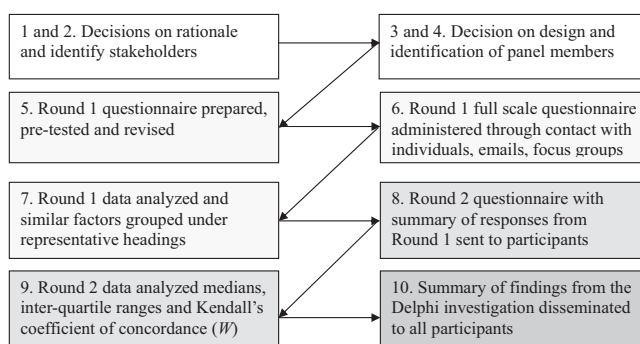 1 and 2. Decisions on rationale
and identify stakeholders
3 and 4. Decision on design and
identification of panel members
5. Round 1 questionnaire prepared,
pre-tested and revised
6. Round 1 full scale questionnaire
administered through contact with
individuals, emails, focus groups
7. Round 1 data analyzed and
similar factors grouped under
representative headings
8. Round 2 questionnaire with
summary of responses from
Round 1 sent to participants
9. Round 2 data analyzed medians,
inter-quartile ranges and Kendall's
coefficient of concordance (W)
10. Summary of findings from the
Delphi investigation disseminated
to all participants